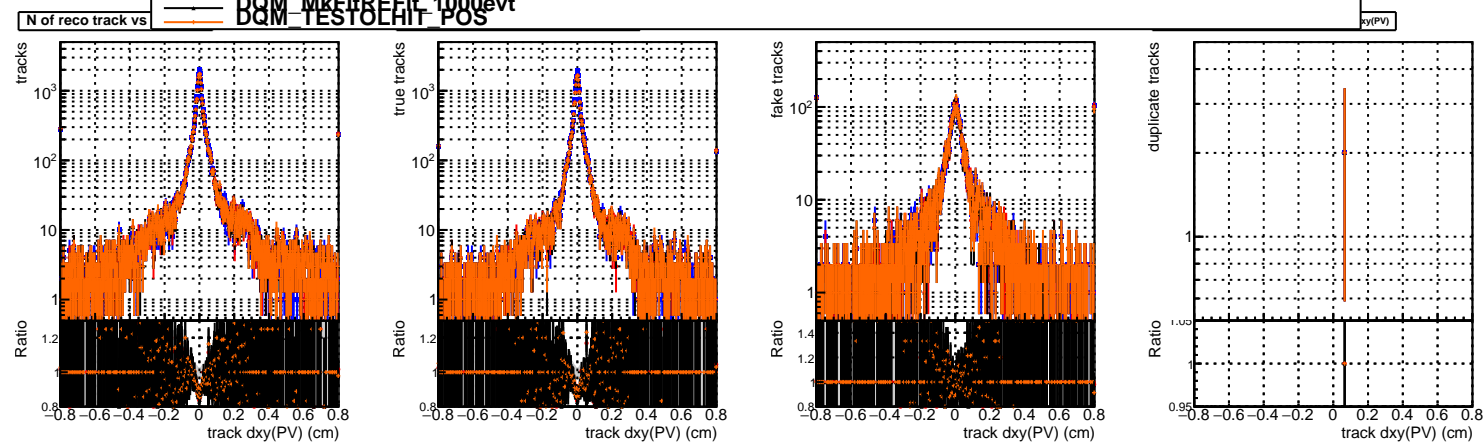 DQM_MkFitREFit_1000evt
DQM_TESTOLHIT_POS
N of reco track vs
xy(PV)
tracks
10³
10²
10
1
Ratio
1.2
1
0.8
−0.8 −0.6 −0.4 −0.2 0 0.2 0.4 0.6 0.8
track dxy(PV) (cm)
true tracks
10³
10²
10
1
Ratio
1.2
1
0.8
−0.8 −0.6 −0.4 −0.2 0 0.2 0.4 0.6 0.8
track dxy(PV) (cm)
fake tracks
10²
10
1
Ratio
1.4
1.2
1
−0.8 −0.6 −0.4 −0.2 0 0.2 0.4 0.6 0.8
track dxy(PV) (cm)
duplicate tracks
1
Ratio
1.05
1
0.95
−0.8 −0.6 −0.4 −0.2 0 0.2 0.4 0.6 0.8
track dxy(PV) (cm)